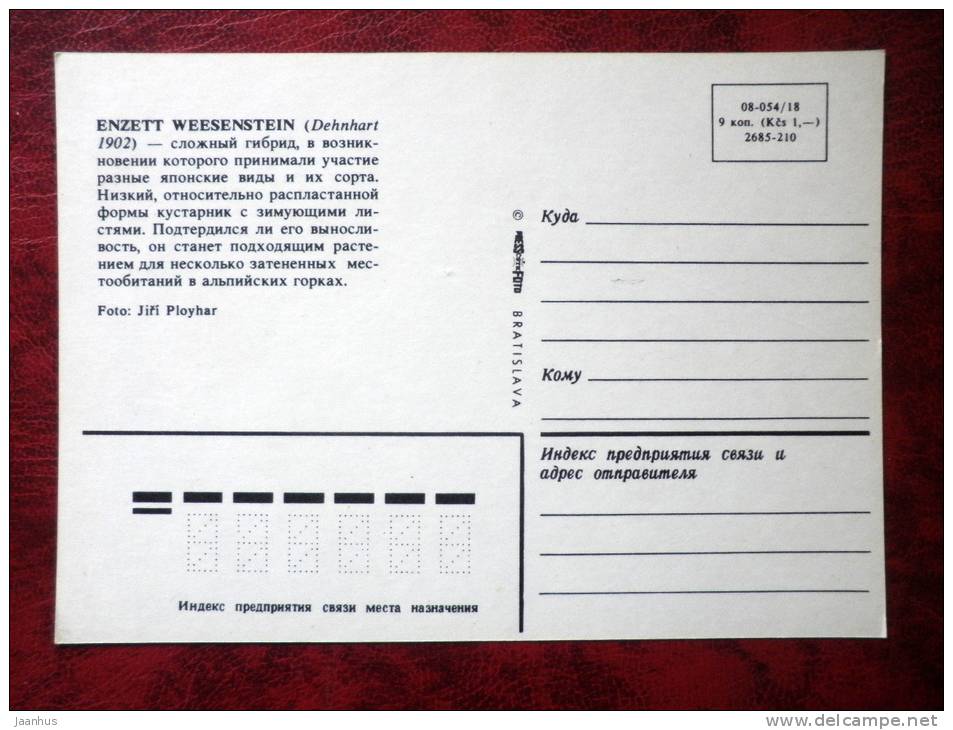 ENZETT WEESENSTEIN (Dehnhart
1902) — сложный гибрид, в возник-
новении которого принимали участие
разные японские виды и их сорта.
Низкий, относительно распластанной
формы кустарник с зимующими ли-
стями. Подтердился ли его выносли-
вость, он станет подходящим расте-
нием для несколько затененных мес-
тообитаний в альпийских горках.
Foto: Jiří Ployhar
08-054/18
9 коп. (Kčs 1,—)
2685-210
©
FOTO BRATISLAVA
Куда
Кому
Индекс предприятия связи и
адрес отправителя
Индекс предприятия связи места назначения
jaanhus
www.delcampe.net